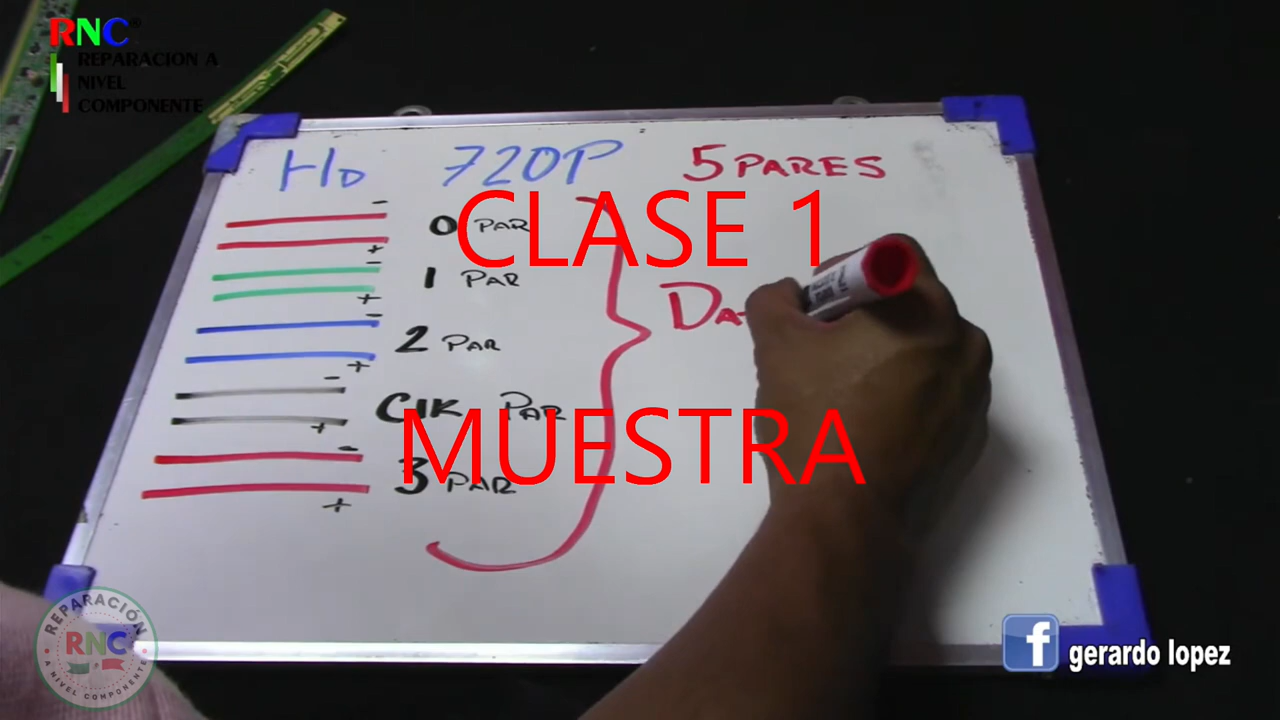 RNC®
REPARACION A
NIVEL
COMPONENTE
HD 720P 5 PARES
CLASE 1
-
+
0 PAR
-
+
1 PAR
Da
-
+
2 PAR
-
+
Clk PAR
MUESTRA
-
+
3 PAR
REPARACIÓN
RNC
A NIVEL COMPONENTE
f gerardo lopez